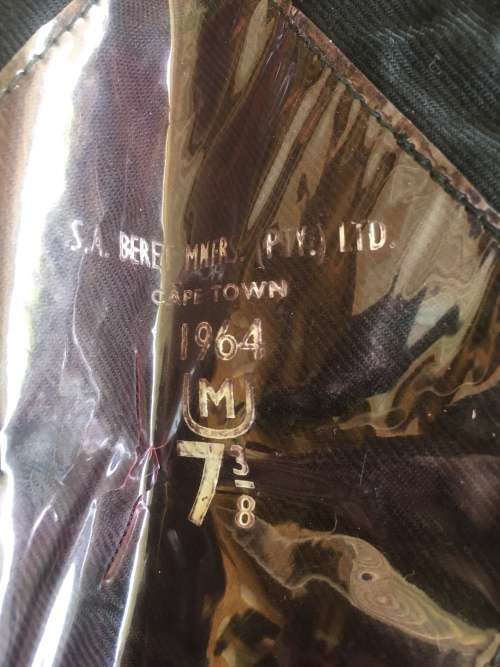 S.A. BERET MNFRS. (PTY.) LTD.
CAPE TOWN
1964
M
7 3/8